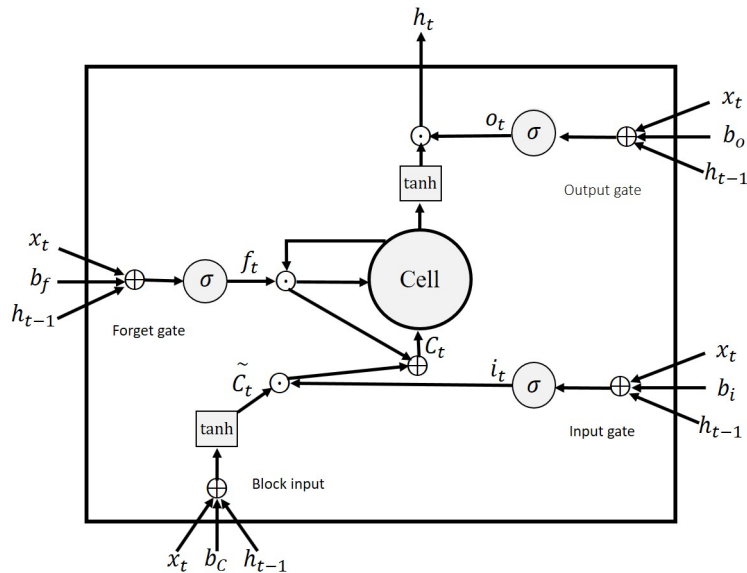 h_t
x_t
o_t
σ
b_o
h_{t-1}
tanh
Output gate
x_t
f_t
b_f
σ
Cell
h_{t-1}
Forget gate
C_t
x_t
C̃_t
i_t
σ
b_i
tanh
h_{t-1}
Input gate
Block input
x_t
b_C
h_{t-1}